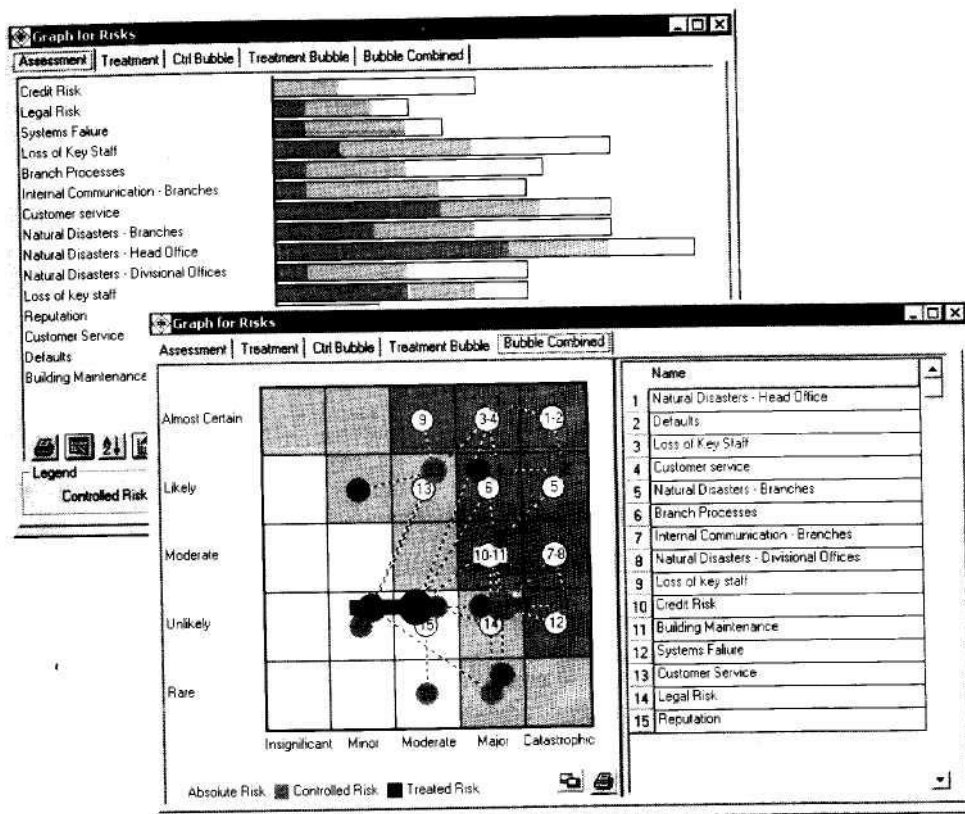 Graph for Risks
Assessment Treatment Ctrl Bubble Treatment Bubble Bubble Combined
Credit Risk
Legal Risk
Systems Failure
Loss of Key Staff
Branch Processes
Internal Communication - Branches
Customer service
Natural Disasters - Branches
Natural Disasters - Head Office
Natural Disasters - Divisional Offices
Loss of key staff
Reputation
Customer Service
Defaults
Building Maintenance
Legend
Controlled Risk
Graph for Risks
Assessment Treatment Ctrl Bubble Treatment Bubble Bubble Combined
Almost Certain 9 3-4 1-2
Likely 13 6 5
Moderate 10-11 7-8
Unlikely 15 14 12
Rare
Insignificant Minor Moderate Major Catastrophic
Absolute Risk Controlled Risk Treated Risk
Name
1 Natural Disasters - Head Office
2 Defaults
3 Loss of Key Staff
4 Customer service
5 Natural Disasters - Branches
6 Branch Processes
7 Internal Communication - Branches
8 Natural Disasters - Divisional Offices
9 Loss of key staff
10 Credit Risk
11 Building Maintenance
12 Systems Failure
13 Customer Service
14 Legal Risk
15 Reputation